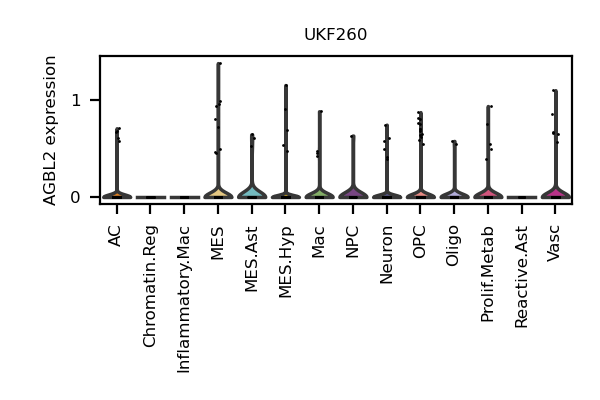 UKF260
AGBL2 expression
1
0
AC
Chromatin.Reg
Inflammatory.Mac
MES
MES.Ast
MES.Hyp
Mac
NPC
Neuron
OPC
Oligo
Prolif.Metab
Reactive.Ast
Vasc